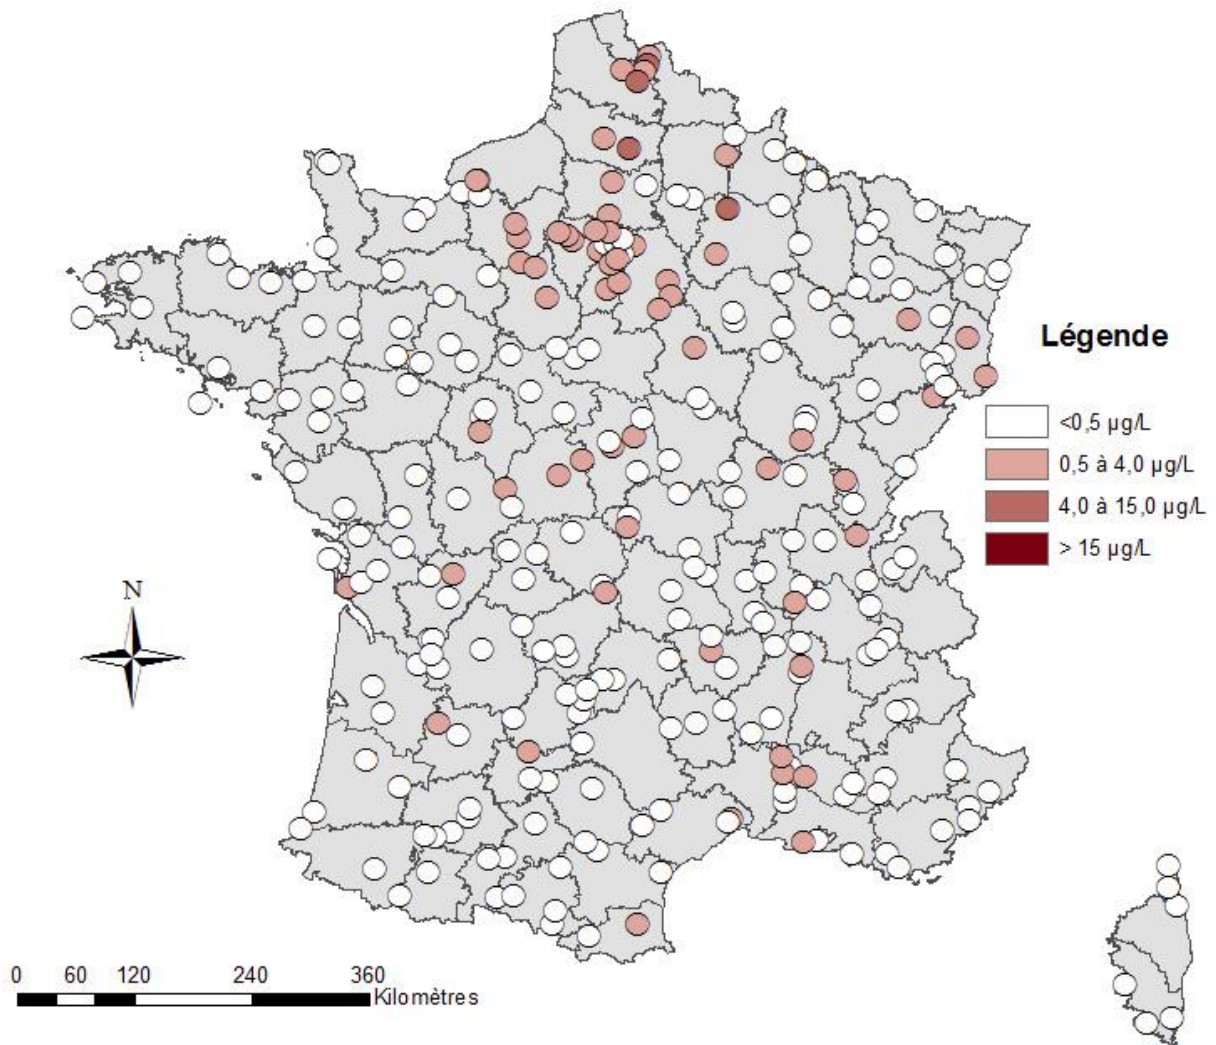 Légende
<0,5 µg/L
0,5 à 4,0 µg/L
4,0 à 15,0 µg/L
> 15 µg/L
N
0 60 120 240 360
Kilomètres